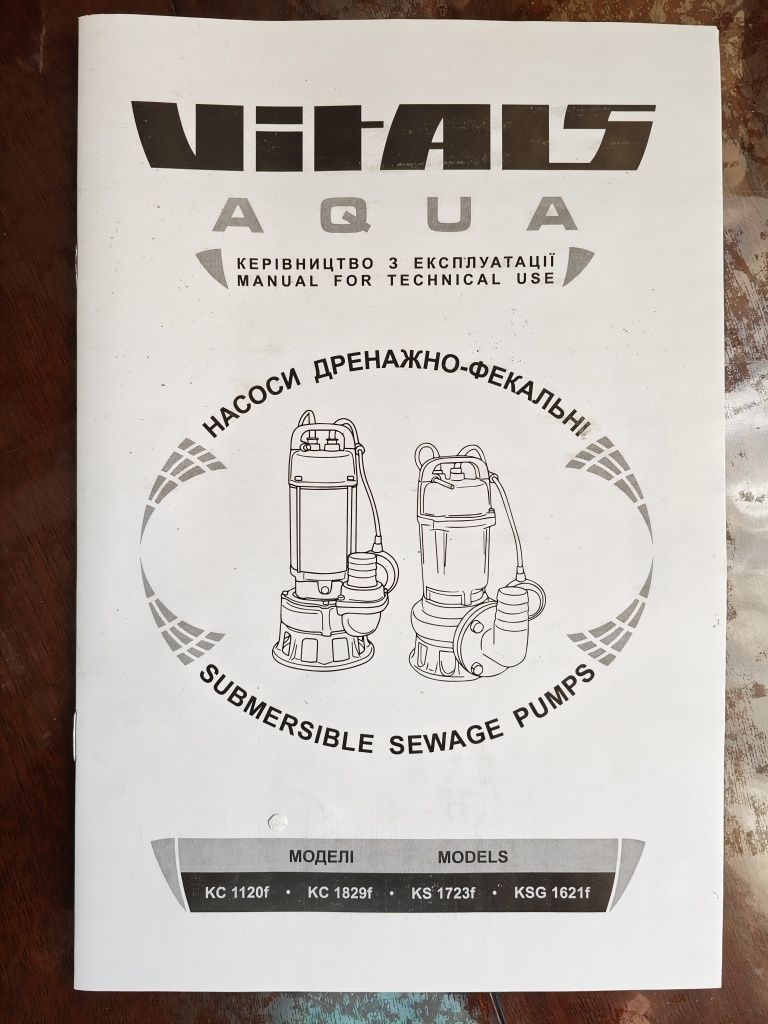 VitALS
AQUA
КЕРІВНИЦТВО З ЕКСПЛУАТАЦІЇ
MANUAL FOR TECHNICAL USE
НАСОСИ ДРЕНАЖНО-ФЕКАЛЬНІ
SUBMERSIBLE SEWAGE PUMPS
МОДЕЛІ MODELS
KC 1120f • KC 1829f • KS 1723f • KSG 1621f